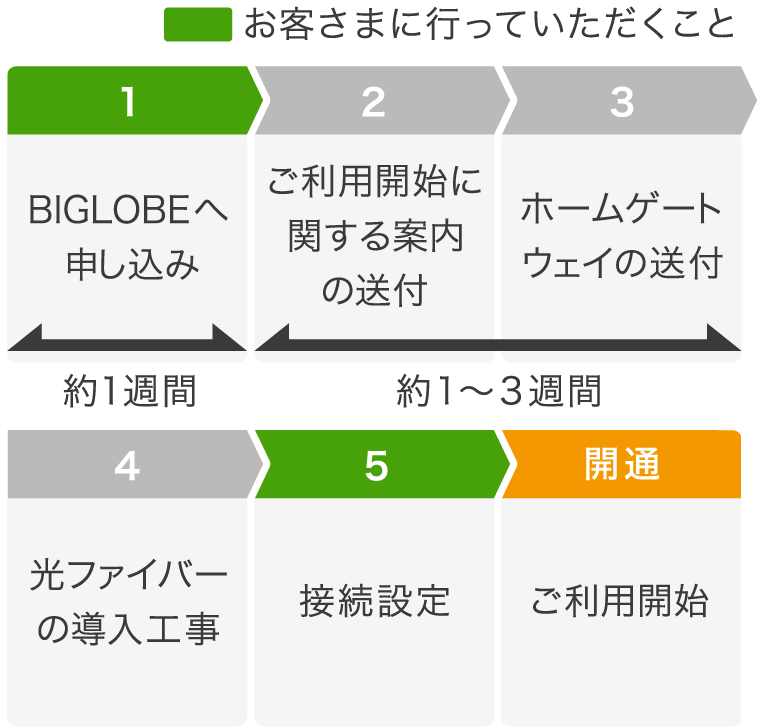 お客さまに行っていただくこと
1
2
3
BIGLOBEへ
申し込み
ご利用開始に
関する案内
の送付
ホームゲート
ウェイの送付
約1週間
約1～3週間
4
5
開通
光ファイバー
の導入工事
接続設定
ご利用開始